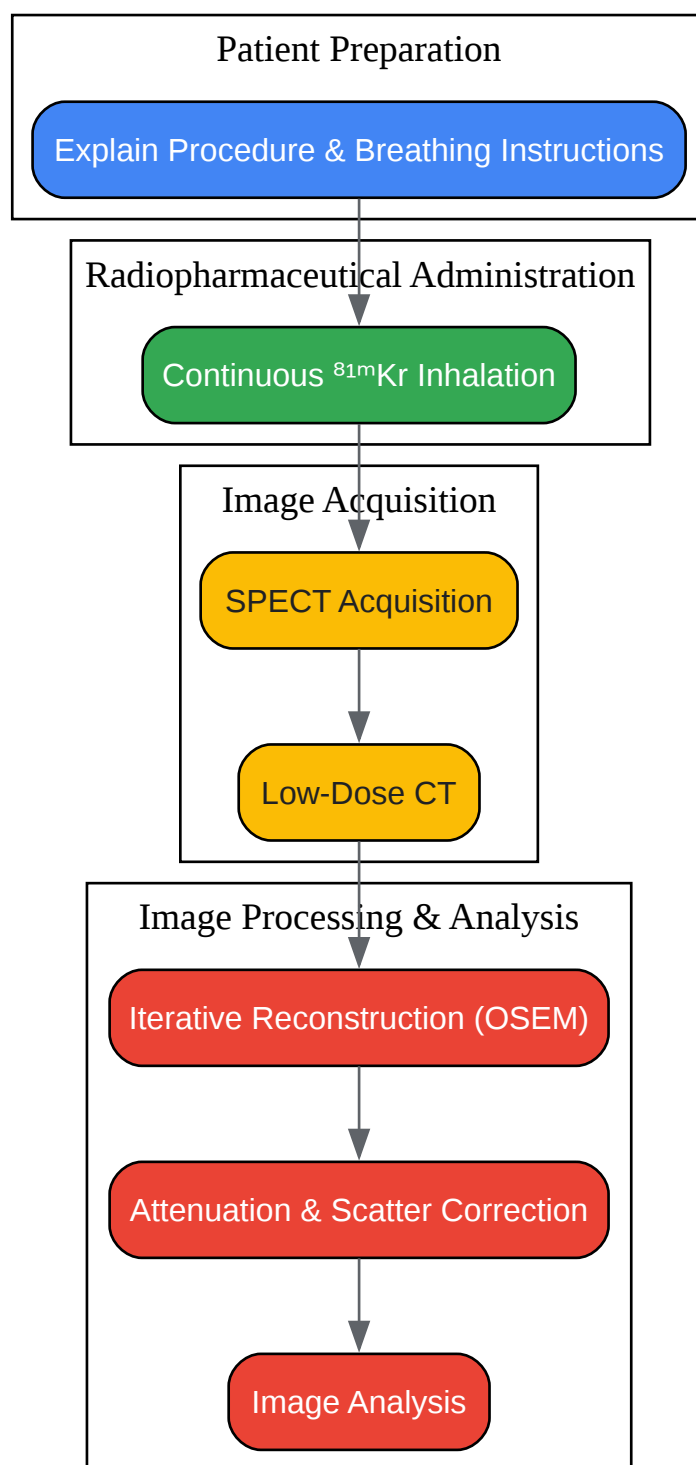 Patient Preparation
Explain Procedure & Breathing Instructions
Radiopharmaceutical Administration
Continuous ⁸¹ᵐKr Inhalation
Image Acquisition
SPECT Acquisition
Low-Dose CT
Image Processing & Analysis
Iterative Reconstruction (OSEM)
Attenuation & Scatter Correction
Image Analysis